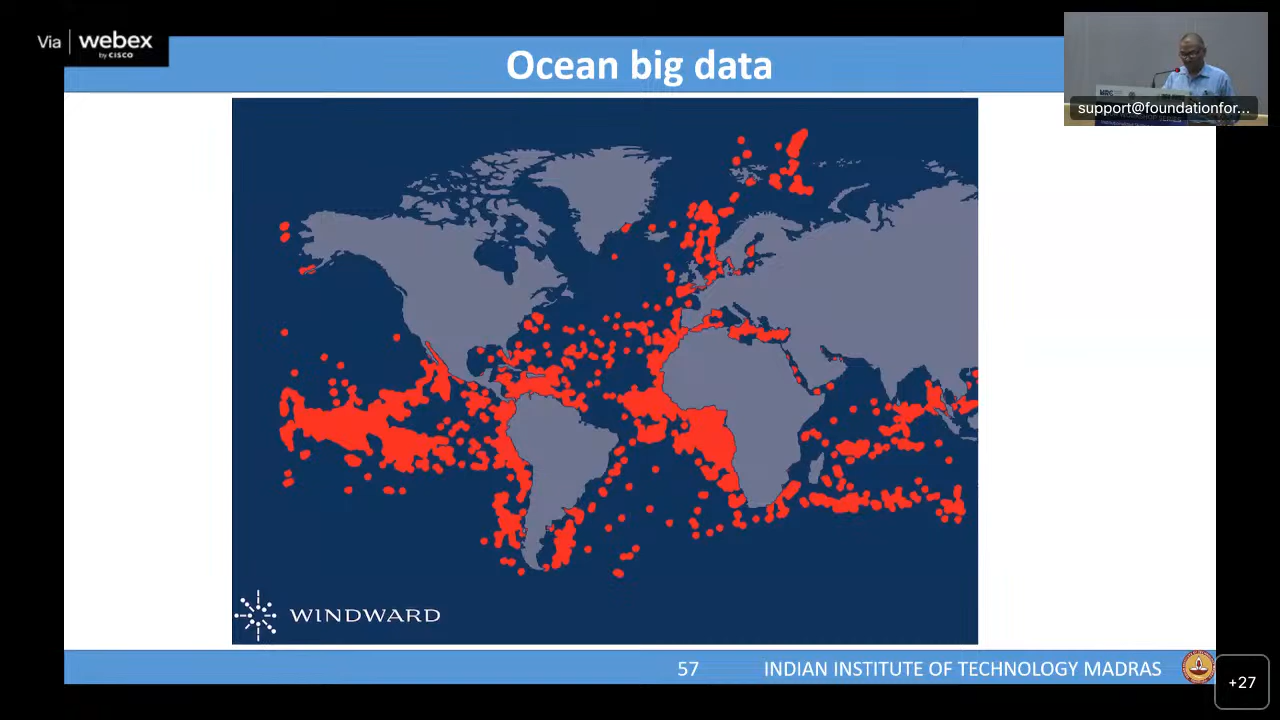 Via webex
by CISCO
Ocean big data
support@foundationfor...
WINDWARD
57
INDIAN INSTITUTE OF TECHNOLOGY MADRAS
+27